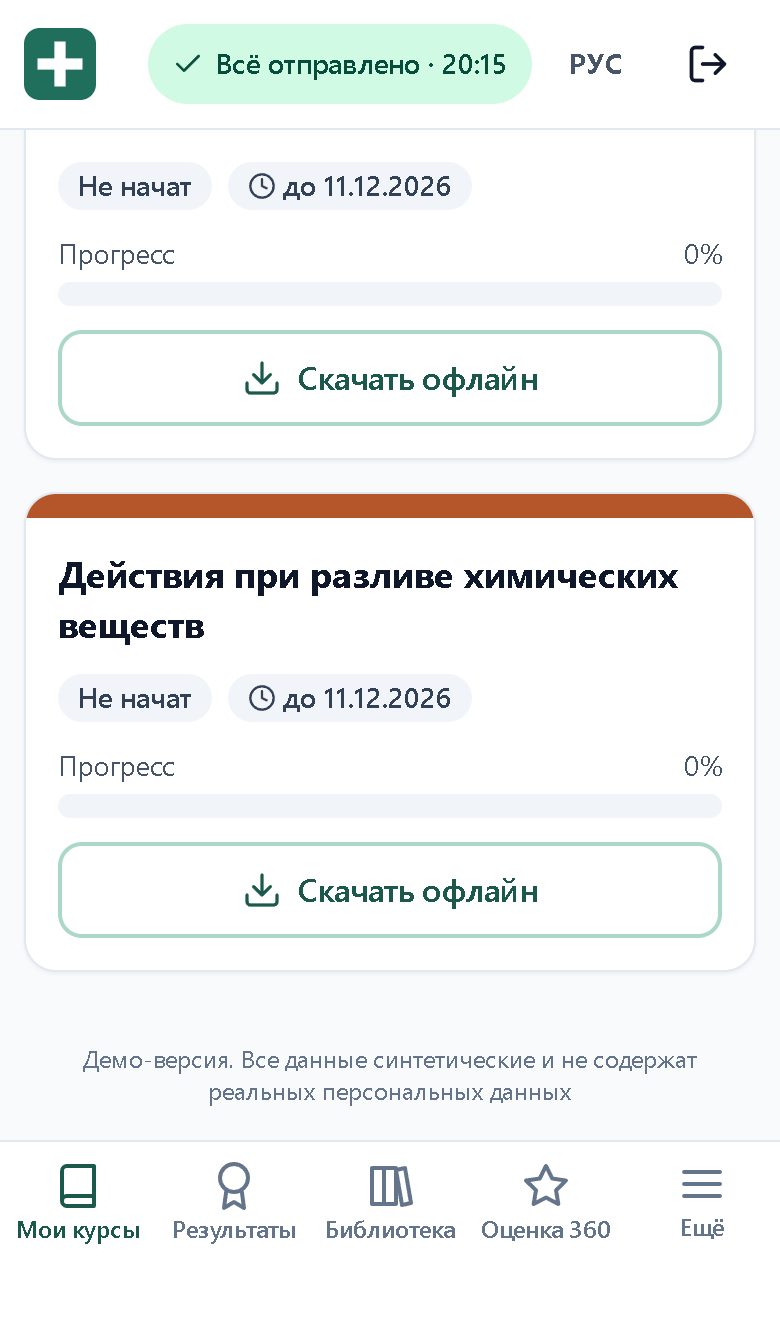 Всё отправлено · 20:15
РУС
Не начат
до 11.12.2026
Прогресс
0%
Скачать офлайн
Действия при разливе химических
веществ
Не начат
до 11.12.2026
Прогресс
0%
Скачать офлайн
Демо-версия. Все данные синтетические и не содержат
реальных персональных данных
Мои курсы
Результаты
Библиотека
Оценка 360
Ещё